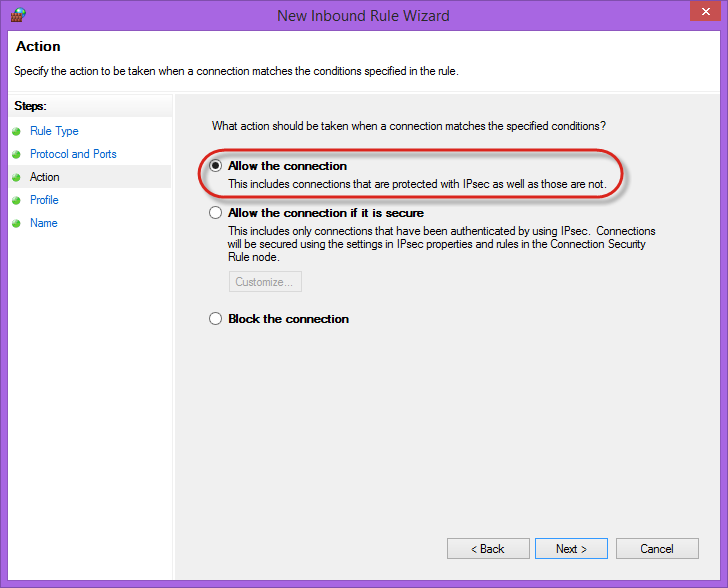 New Inbound Rule Wizard
Action
Specify the action to be taken when a connection matches the conditions specified in the rule.
Steps:
Rule Type
Protocol and Ports
Action
Profile
Name
What action should be taken when a connection matches the specified conditions?
Allow the connection
This includes connections that are protected with IPsec as well as those are not.
Allow the connection if it is secure
This includes only connections that have been authenticated by using IPsec. Connections
will be secured using the settings in IPsec properties and rules in the Connection Security
Rule node.
Customize...
Block the connection
< Back
Next >
Cancel